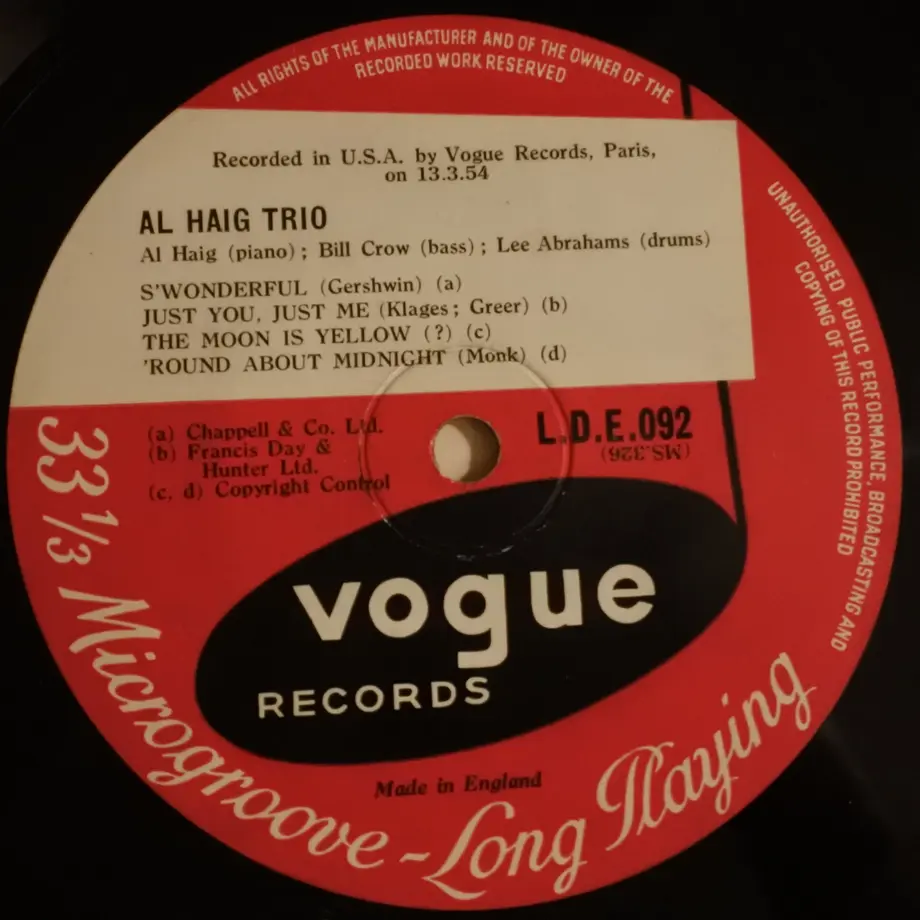 ALL RIGHTS OF THE MANUFACTURER AND OF THE OWNER OF THE
RECORDED WORK RESERVED
Recorded in U.S.A. by Vogue Records, Paris,
on 13.3.54
AL HAIG TRIO
Al Haig (piano) ; Bill Crow (bass) ; Lee Abrahams (drums)
S'WONDERFUL (Gershwin) (a)
JUST YOU, JUST ME (Klages ; Greer) (b)
THE MOON IS YELLOW (?) (c)
'ROUND ABOUT MIDNIGHT (Monk) (d)
(a) Chappell & Co. Ltd.
(b) Francis Day &
Hunter Ltd.
(c, d) Copyright Control
L.D.E.092
(MS-326)
UNAUTHORISED PUBLIC PERFORMANCE, BROADCASTING AND
COPYING OF THIS RECORD PROHIBITED
vogue
RECORDS
Made in England
33 1/3 Microgroove - Long Playing